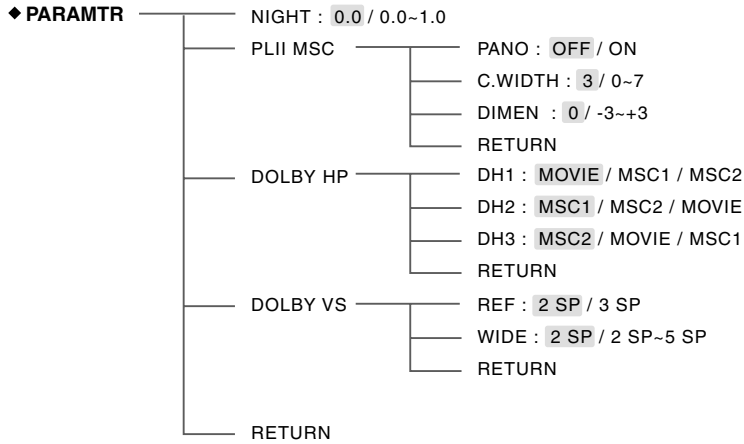 ◆ PARAMTR NIGHT : 0.0 / 0.0~1.0
PLII MSC PANO : OFF / ON
C.WIDTH : 3 / 0~7
DIMEN : 0 / -3~+3
RETURN
DOLBY HP DH1 : MOVIE / MSC1 / MSC2
DH2 : MSC1 / MSC2 / MOVIE
DH3 : MSC2 / MOVIE / MSC1
RETURN
DOLBY VS REF : 2 SP / 3 SP
WIDE : 2 SP / 2 SP~5 SP
RETURN
RETURN